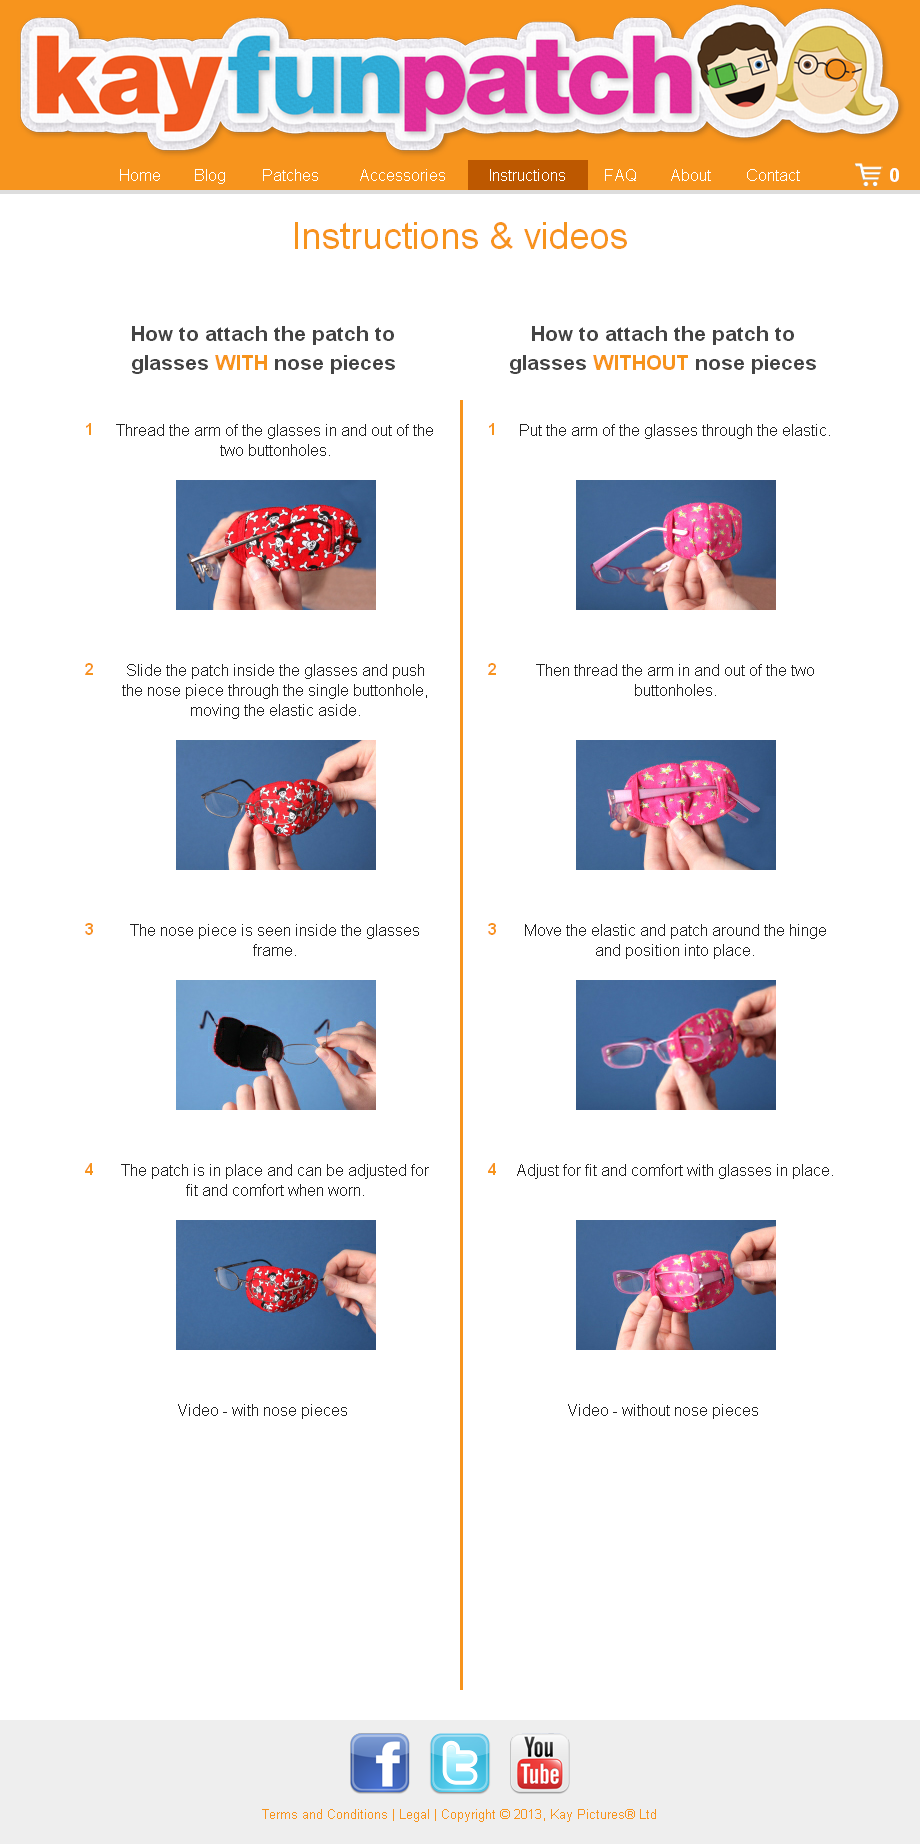 kayfunpatch
Home Blog Patches Accessories Instructions FAQ About Contact 0
Instructions & videos
How to attach the patch to
glasses WITH nose pieces
1 Thread the arm of the glasses in and out of the
two buttonholes.
2 Slide the patch inside the glasses and push
the nose piece through the single buttonhole,
moving the elastic aside.
3 The nose piece is seen inside the glasses
frame.
4 The patch is in place and can be adjusted for
fit and comfort when worn.
Video - with nose pieces
How to attach the patch to
glasses WITHOUT nose pieces
1 Put the arm of the glasses through the elastic.
2 Then thread the arm in and out of the two
buttonholes.
3 Move the elastic and patch around the hinge
and position into place.
4 Adjust for fit and comfort with glasses in place.
Video - without nose pieces
f
t
You
Tube
Terms and Conditions | Legal | Copyright © 2013, Kay Pictures® Ltd